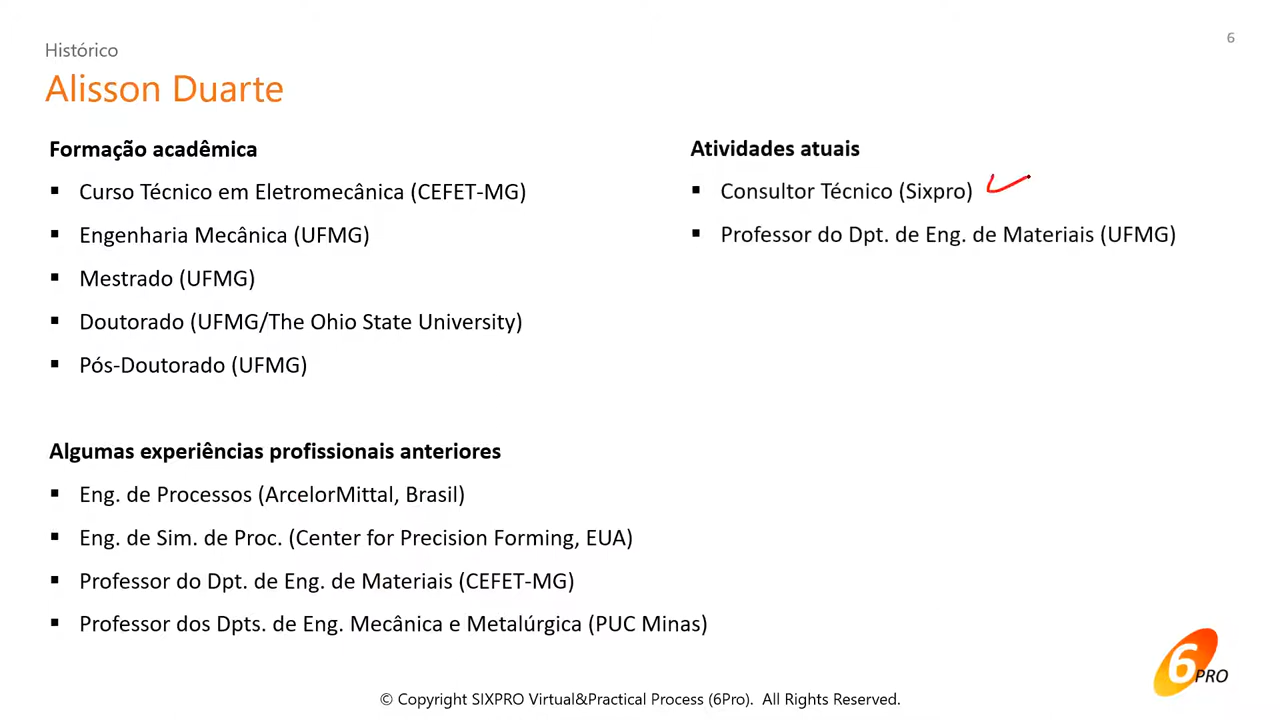 Histórico
6
Alisson Duarte
Formação acadêmica
▪ Curso Técnico em Eletromecânica (CEFET-MG)
▪ Engenharia Mecânica (UFMG)
▪ Mestrado (UFMG)
▪ Doutorado (UFMG/The Ohio State University)
▪ Pós-Doutorado (UFMG)
Algumas experiências profissionais anteriores
▪ Eng. de Processos (ArcelorMittal, Brasil)
▪ Eng. de Sim. de Proc. (Center for Precision Forming, EUA)
▪ Professor do Dpt. de Eng. de Materiais (CEFET-MG)
▪ Professor dos Dpts. de Eng. Mecânica e Metalúrgica (PUC Minas)
Atividades atuais
▪ Consultor Técnico (Sixpro)
▪ Professor do Dpt. de Eng. de Materiais (UFMG)
6 PRO
© Copyright SIXPRO Virtual&Practical Process (6Pro). All Rights Reserved.